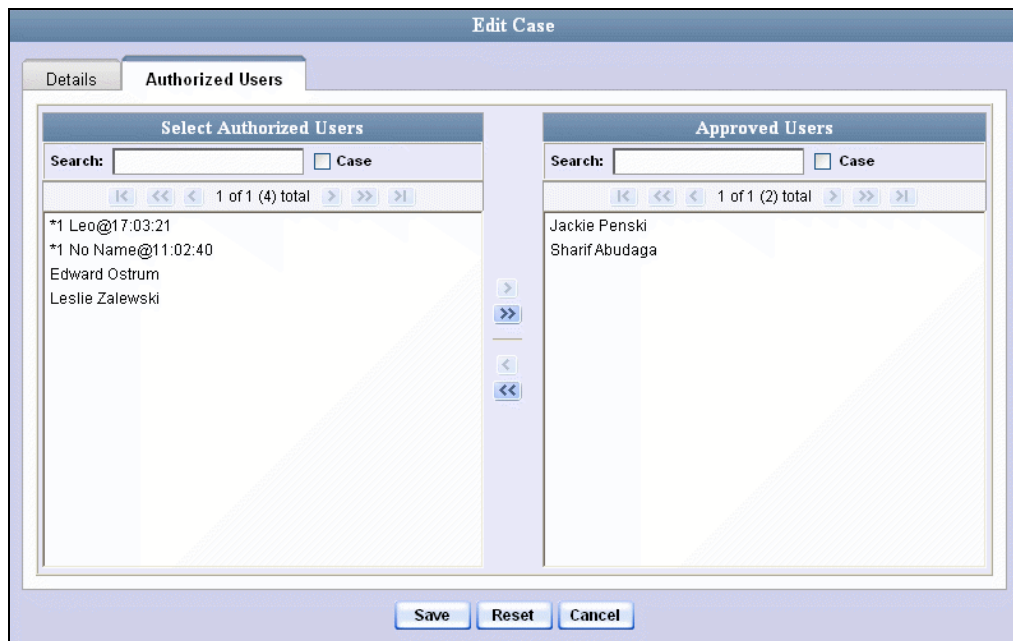 Edit Case
Details
Authorized Users
Select Authorized Users
Search:
Case
|< << < 1 of 1 (4) total > >> >|
*1 Leo@17:03:21
*1 No Name@11:02:40
Edward Ostrum
Leslie Zalewski
>
>>
<
<<
Approved Users
Search:
Case
|< << < 1 of 1 (2) total > >> >|
Jackie Penski
Sharif Abudaga
Save
Reset
Cancel